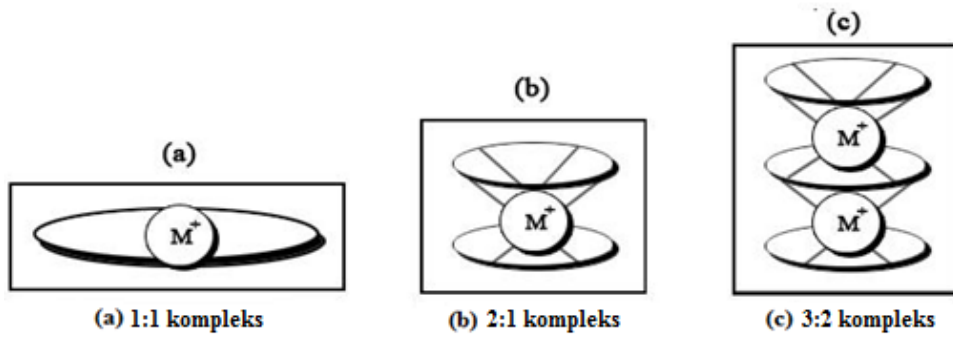 (a)
(b)
(c)
M+
M+
M+
M+
(a) 1:1 kompleks
(b) 2:1 kompleks
(c) 3:2 kompleks